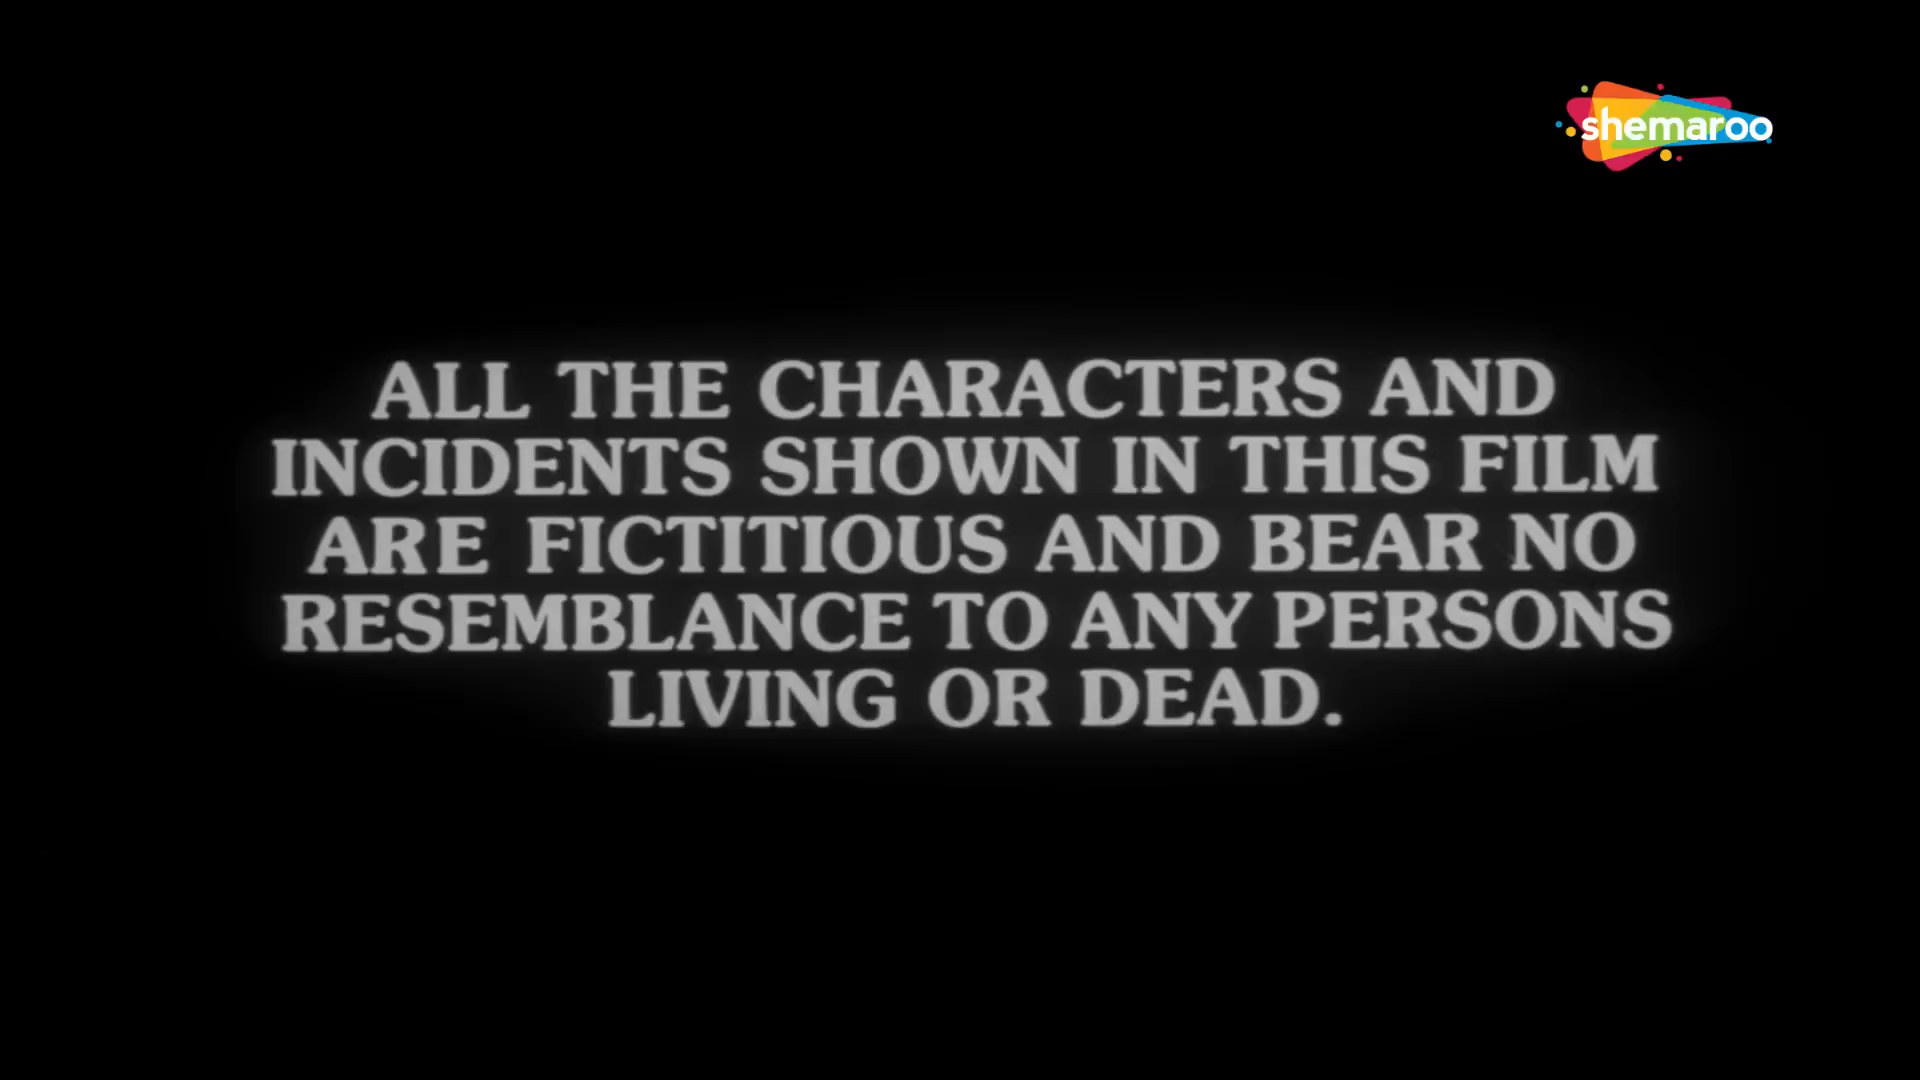 shemaroo
ALL THE CHARACTERS AND
INCIDENTS SHOWN IN THIS FILM
ARE FICTITIOUS AND BEAR NO
RESEMBLANCE TO ANY PERSONS
LIVING OR DEAD.